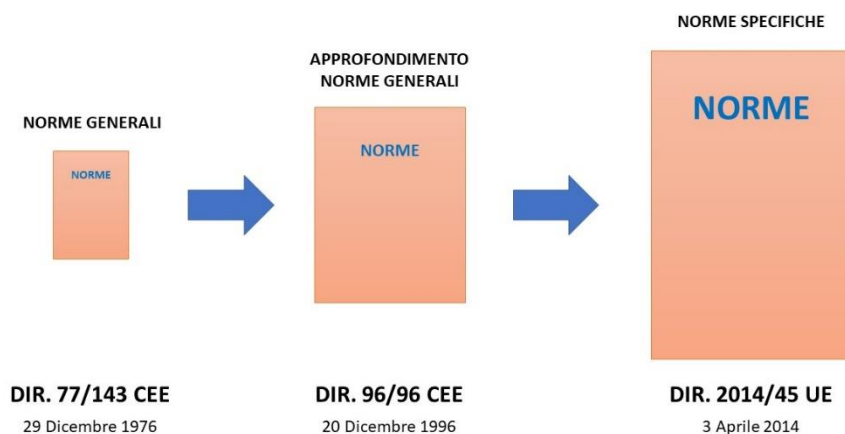 NORME GENERALI
NORME
DIR. 77/143 CEE
29 Dicembre 1976
APPROFONDIMENTO
NORME GENERALI
NORME
DIR. 96/96 CEE
20 Dicembre 1996
NORME SPECIFICHE
NORME
DIR. 2014/45 UE
3 Aprile 2014